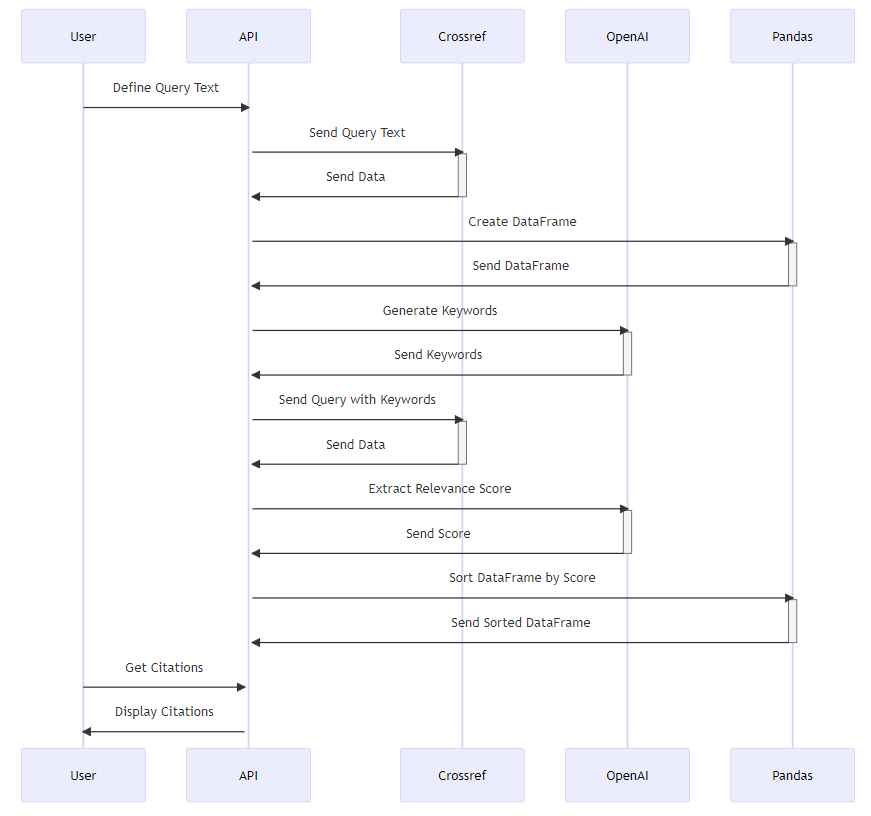 User API Crossref OpenAI Pandas
Define Query Text
Send Query Text
Send Data
Create DataFrame
Send DataFrame
Generate Keywords
Send Keywords
Send Query with Keywords
Send Data
Extract Relevance Score
Send Score
Sort DataFrame by Score
Send Sorted DataFrame
Get Citations
Display Citations
User API Crossref OpenAI Pandas